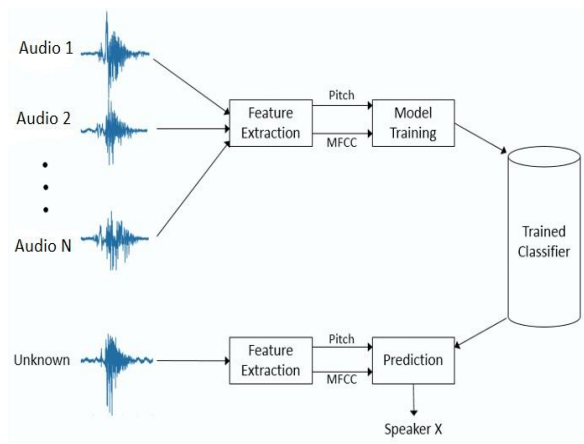 Audio 1
Audio 2
Audio N
Feature
Extraction
Pitch
MFCC
Model
Training
Trained
Classifier
Unknown
Feature
Extraction
Pitch
MFCC
Prediction
Speaker X